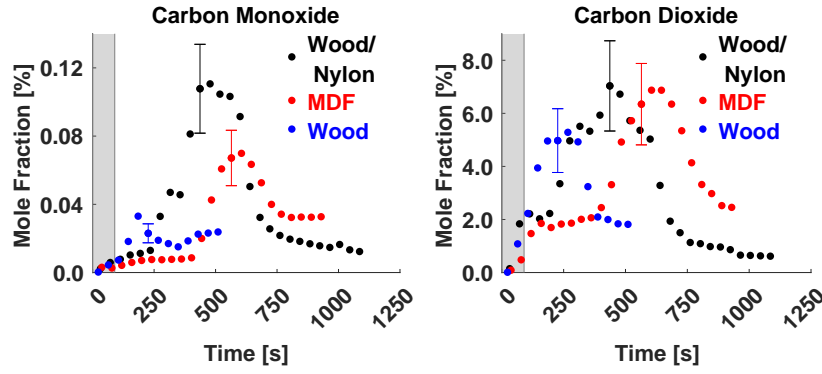 Carbon Monoxide
Mole Fraction [%]
0.12
0.08
0.04
0.0
0
250
500
750
1000
1250
Time [s]
Wood/
Nylon
MDF
Wood
Carbon Dioxide
Mole Fraction [%]
8.0
6.0
4.0
2.0
0.0
0
250
500
750
1000
1250
Time [s]
Wood/
Nylon
MDF
Wood